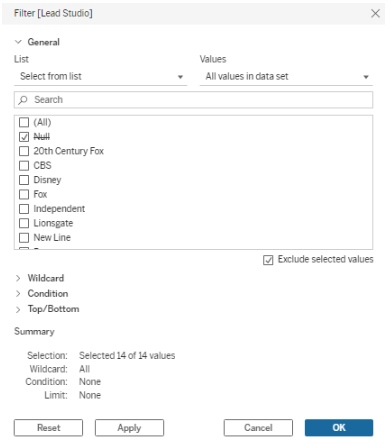 Filter [Lead Studio]
General
List
Values
Select from list
All values in data set
Search
(All)
Null
20th Century Fox
CBS
Disney
Fox
Independent
Lionsgate
New Line
Exclude selected values
Wildcard
Condition
Top/Bottom
Summary
Selection: Selected 14 of 14 values
Wildcard: All
Condition: None
Limit: None
Reset
Apply
Cancel
OK